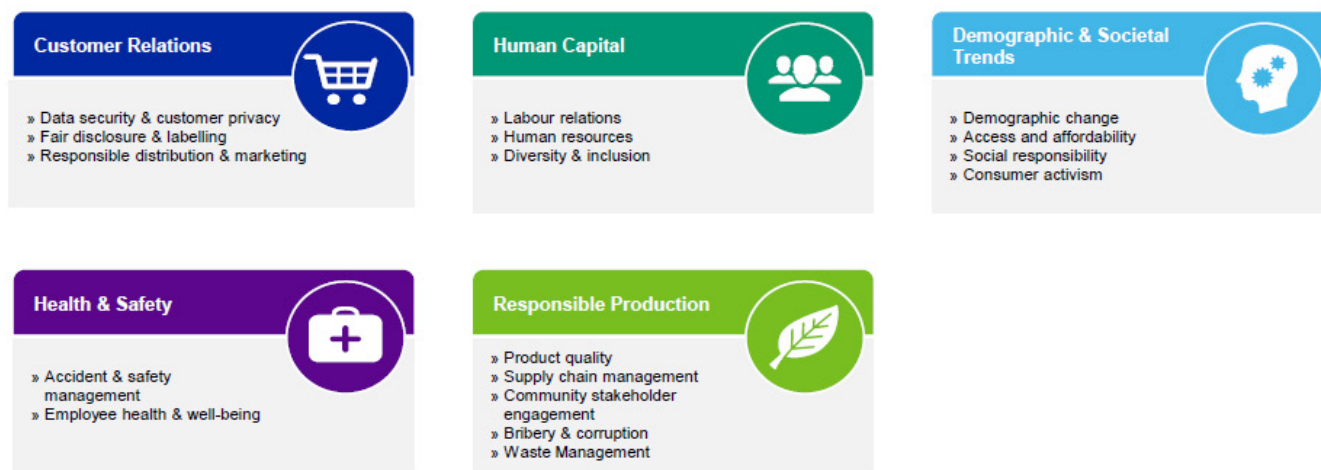 Customer Relations
» Data security & customer privacy
» Fair disclosure & labelling
» Responsible distribution & marketing
Human Capital
» Labour relations
» Human resources
» Diversity & inclusion
Demographic & Societal
Trends
» Demographic change
» Access and affordability
» Social responsibility
» Consumer activism
Health & Safety
» Accident & safety
management
» Employee health & well-being
Responsible Production
» Product quality
» Supply chain management
» Community stakeholder
engagement
» Bribery & corruption
» Waste Management